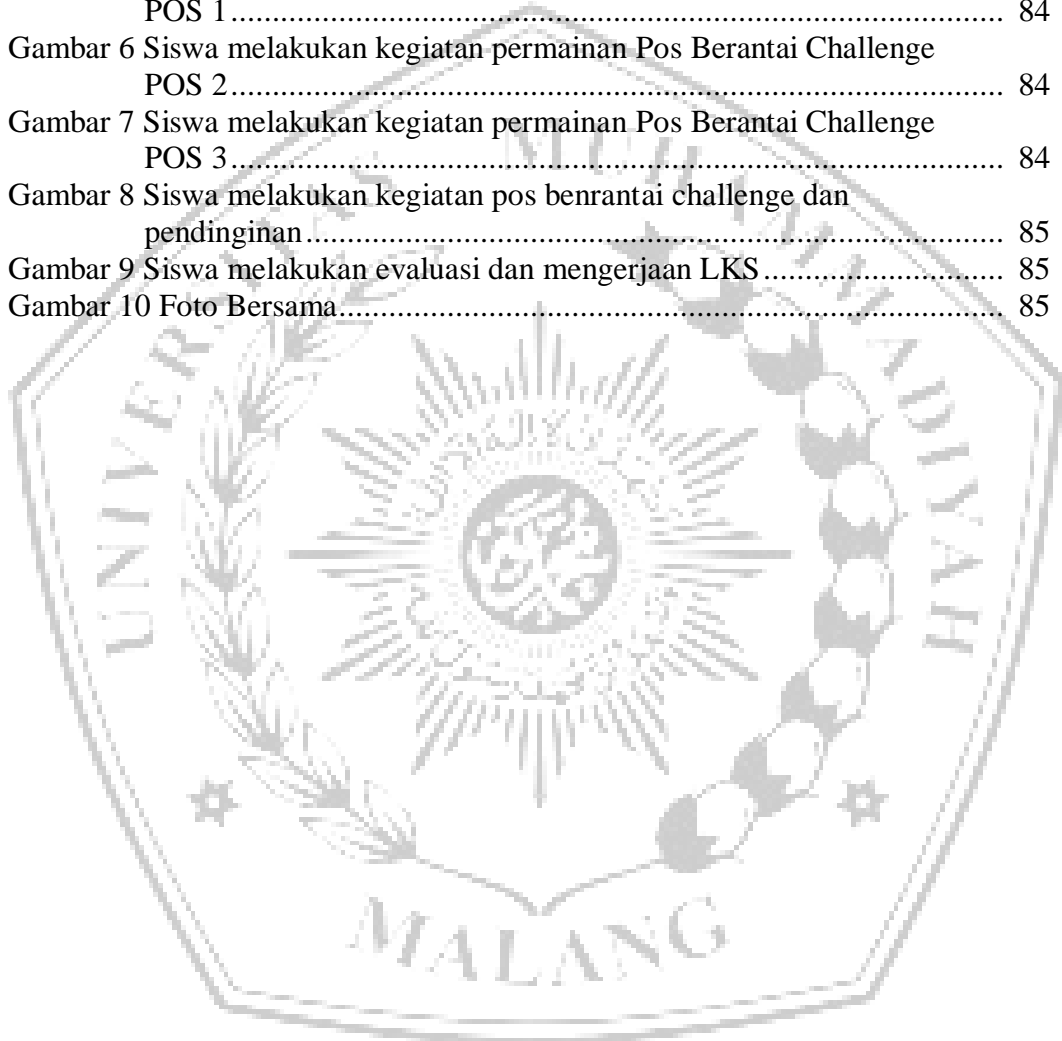 POS 1........................................................................................................ 84
Gambar 6 Siswa melakukan kegiatan permainan Pos Berantai Challenge
POS 2........................................................................................................ 84
Gambar 7 Siswa melakukan kegiatan permainan Pos Berantai Challenge
POS 3........................................................................................................ 84
Gambar 8 Siswa melakukan kegiatan pos benrantai challenge dan
pendinginan.............................................................................................. 85
Gambar 9 Siswa melakukan evaluasi dan mengerjaan LKS................................ 85
Gambar 10 Foto Bersama..................................................................................... 85
UNIVERSITAS MUHAMMADIYAH
MALANG